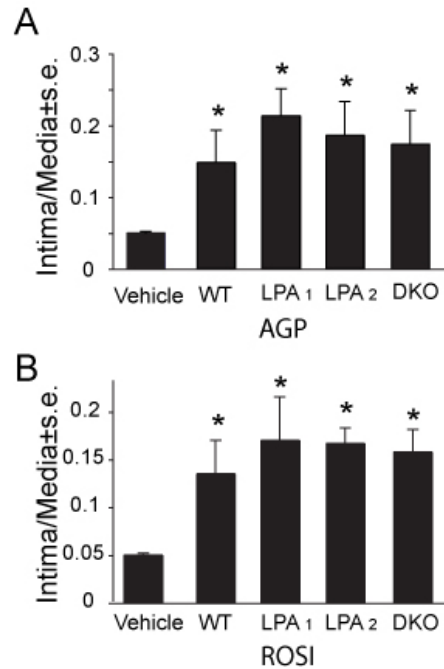 A
Intima/Media±s.e.
0.3
0.2
0.1
0
* * * *
Vehicle WT LPA 1 LPA 2 DKO
AGP
B
Intima/Media±s.e.
0.2
0.15
0.1
0.05
0
* * * *
Vehicle WT LPA 1 LPA 2 DKO
ROSI